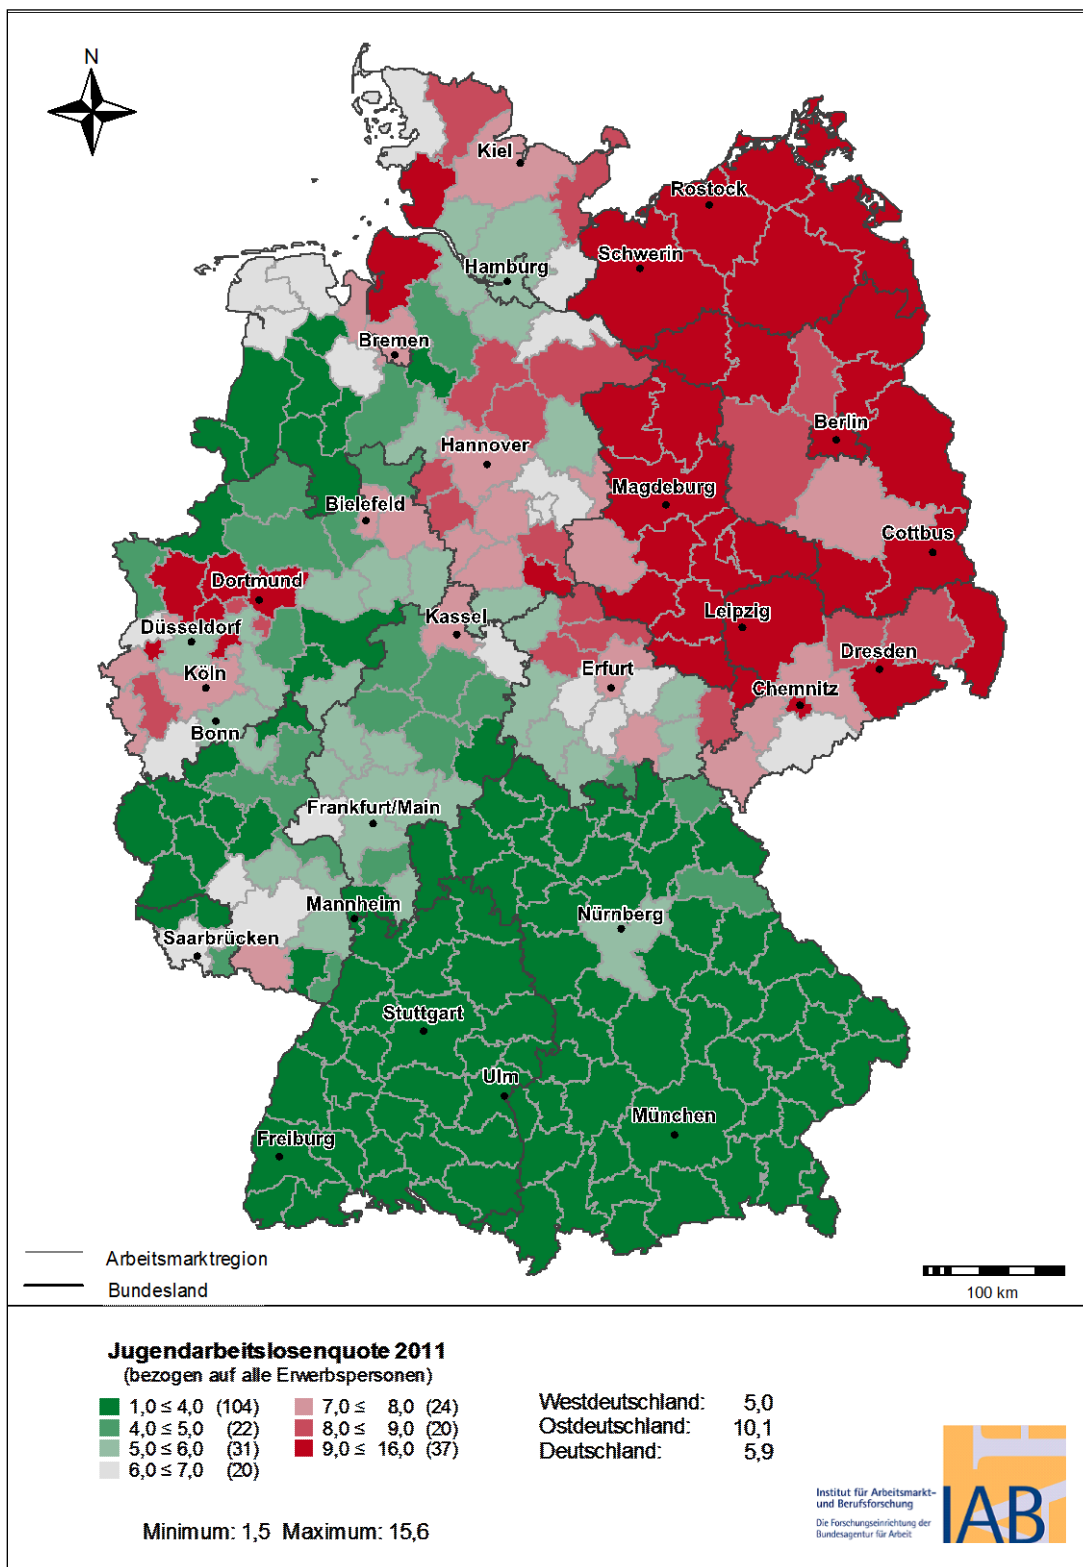 N
Kiel
Rostock
Schwerin
Hamburg
Bremen
Berlin
Hannover
Magdeburg
Bielefeld
Cottbus
Dortmund
Leipzig
Kassel
Düsseldorf
Dresden
Köln
Erfurt
Chemnitz
Bonn
Frankfurt/Main
Mannheim
Nürnberg
Saarbrücken
Stuttgart
Ulm
München
Freiburg
Arbeitsmarktregion
Bundesland
100 km
Jugendarbeitslosenquote 2011
(bezogen auf alle Erwerbspersonen)
1,0 ≤ 4,0 (104) 7,0 ≤ 8,0 (24)
4,0 ≤ 5,0 (22) 8,0 ≤ 9,0 (20)
5,0 ≤ 6,0 (31) 9,0 ≤ 16,0 (37)
6,0 ≤ 7,0 (20)
Westdeutschland: 5,0
Ostdeutschland: 10,1
Deutschland: 5,9
Minimum: 1,5 Maximum: 15,6
Institut für Arbeitsmarkt-
und Berufsforschung
Die Forschungseinrichtung der
Bundesagentur für Arbeit
IAB